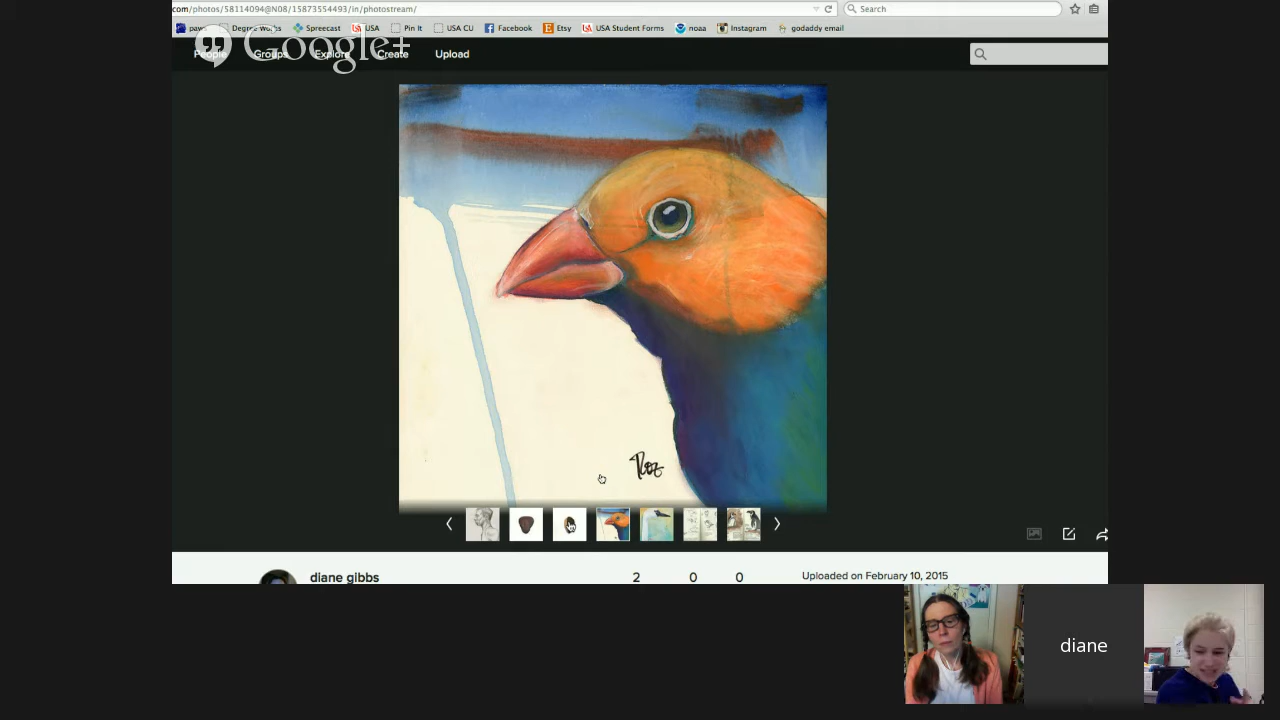 com/photos/58114094@N08/15873554493/in/photostream/
Search
Degree Works
Spreecast
USA
Pin It
USA CU
Facebook
Etsy
USA Student Forms
noaa
Instagram
godaddy email
Google+
People
Groups
Explore
Create
Upload
Roz
diane gibbs
2
0
0
Uploaded on February 10, 2015
diane